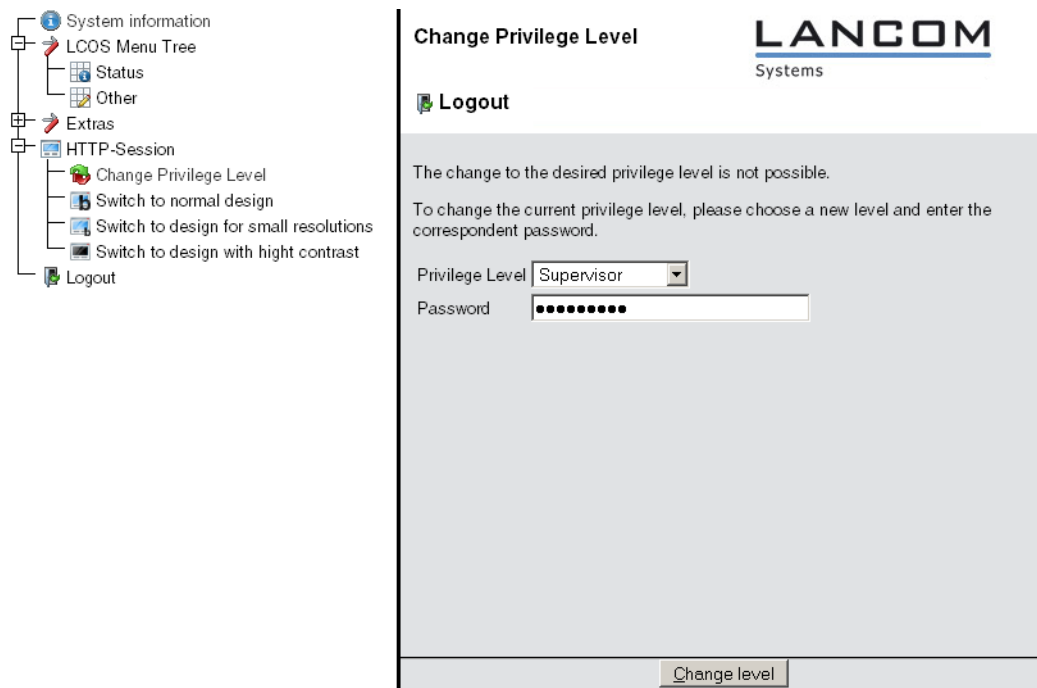 System information
LCOS Menu Tree
Status
Other
Extras
HTTP-Session
Change Privilege Level
Switch to normal design
Switch to design for small resolutions
Switch to design with hight contrast
Logout
Change Privilege Level
LANCOM
Systems
Logout
The change to the desired privilege level is not possible.
To change the current privilege level, please choose a new level and enter the
correspondent password.
Privilege Level Supervisor
Password ●●●●●●●●●
Change level